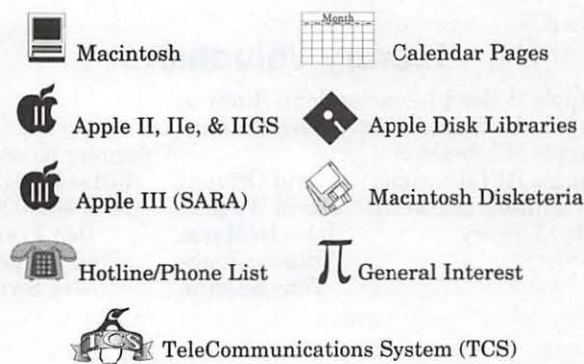 Month
Macintosh
Calendar Pages
Apple II, IIe, & IIGS
Apple Disk Libraries
Apple III (SARA)
Macintosh Disketeria
Hotline/Phone List
π General Interest
TCS
TeleCommunications System (TCS)